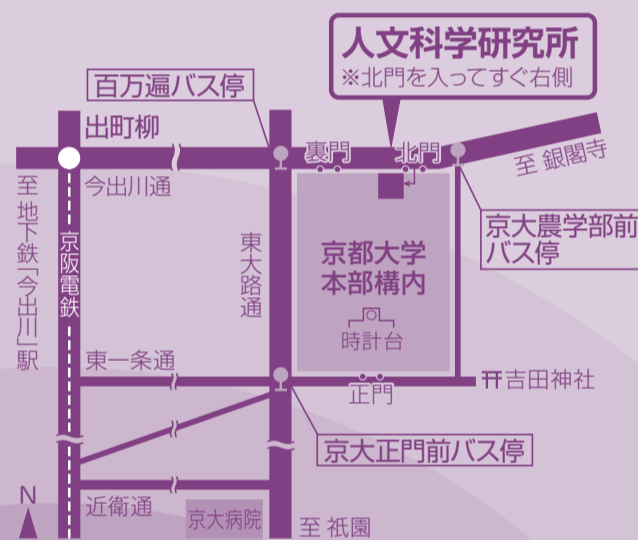 人文科学研究所
※北門を入ってすぐ右側
百万遍バス停
出町柳
裏門
北門
至 銀閣寺
今出川通
至 地下鉄「今出川」駅
京阪電鉄
東大路通
京都大学
本部構内
時計台
京大農学部前
バス停
東一条通
正門
吉田神社
京大正門前バス停
N
近衛通
京大病院
至 祇園